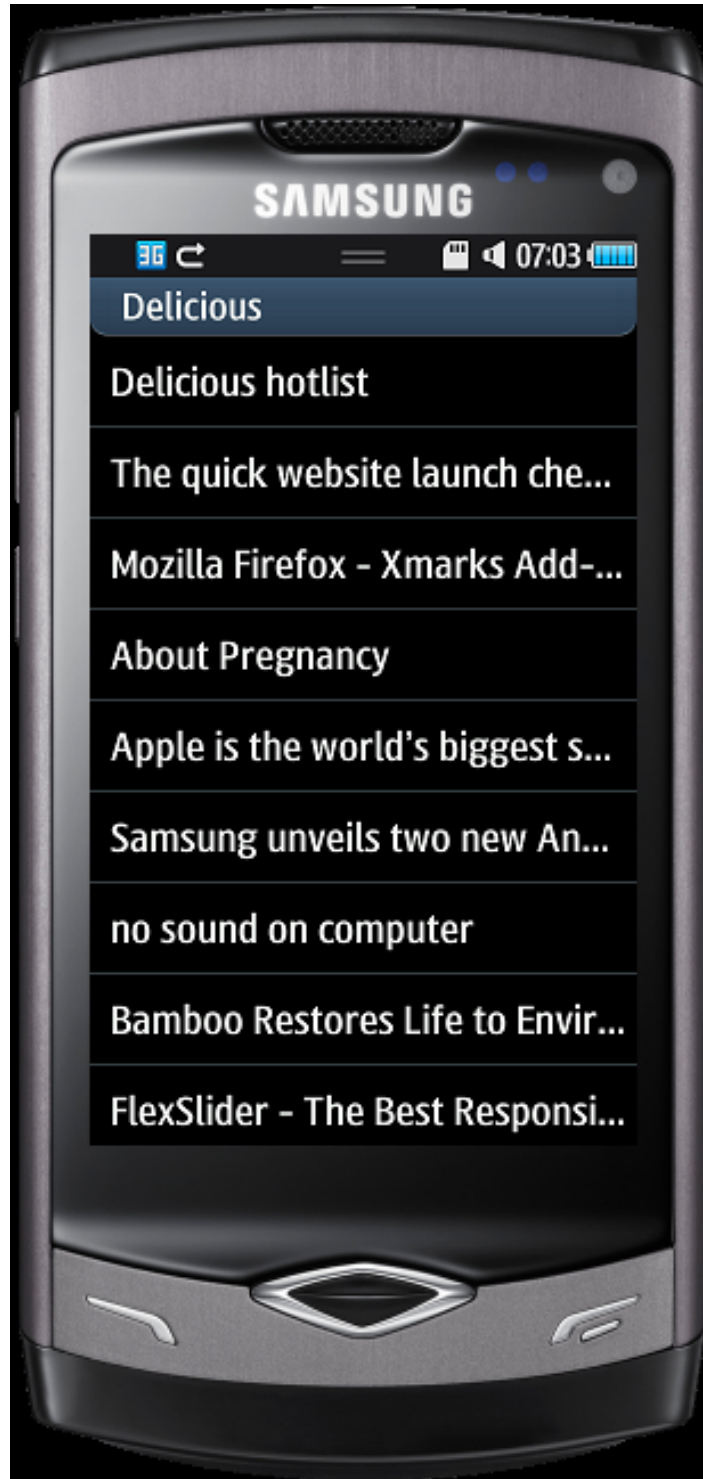 SAMSUNG
3G 07:03
Delicious
Delicious hotlist
The quick website launch che...
Mozilla Firefox - Xmarks Add-...
About Pregnancy
Apple is the world's biggest s...
Samsung unveils two new An...
no sound on computer
Bamboo Restores Life to Envir...
FlexSlider - The Best Responsi...